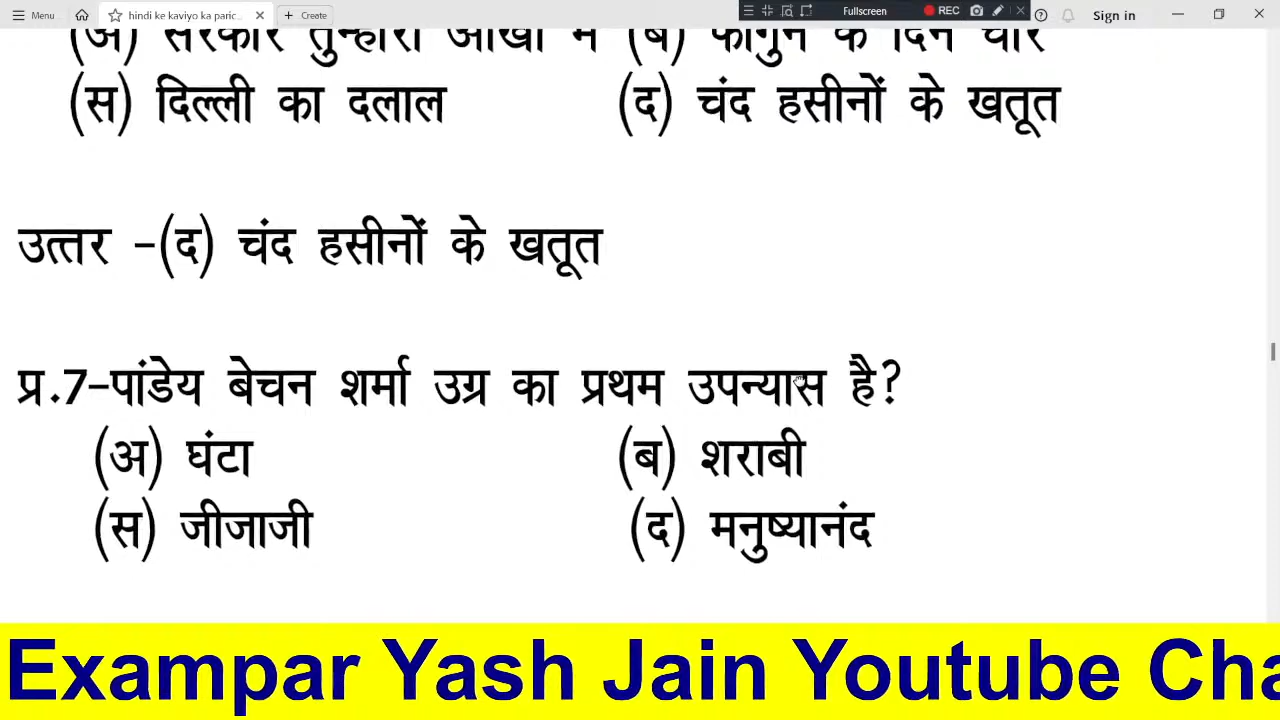 Menu hindi ke kaviyo ka paric... Create Fullscreen REC Sign in
(अ) सरकार तुम्हारी आँखों में (ब) फागुन के दिन चार
(स) दिल्ली का दलाल (द) चंद हसीनों के खतूत
उत्तर -(द) चंद हसीनों के खतूत
प्र.7-पांडेय बेचन शर्मा उग्र का प्रथम उपन्यास है?
(अ) घंटा (ब) शराबी
(स) जीजाजी (द) मनुष्यानंद
Exampar Yash Jain Youtube Cha